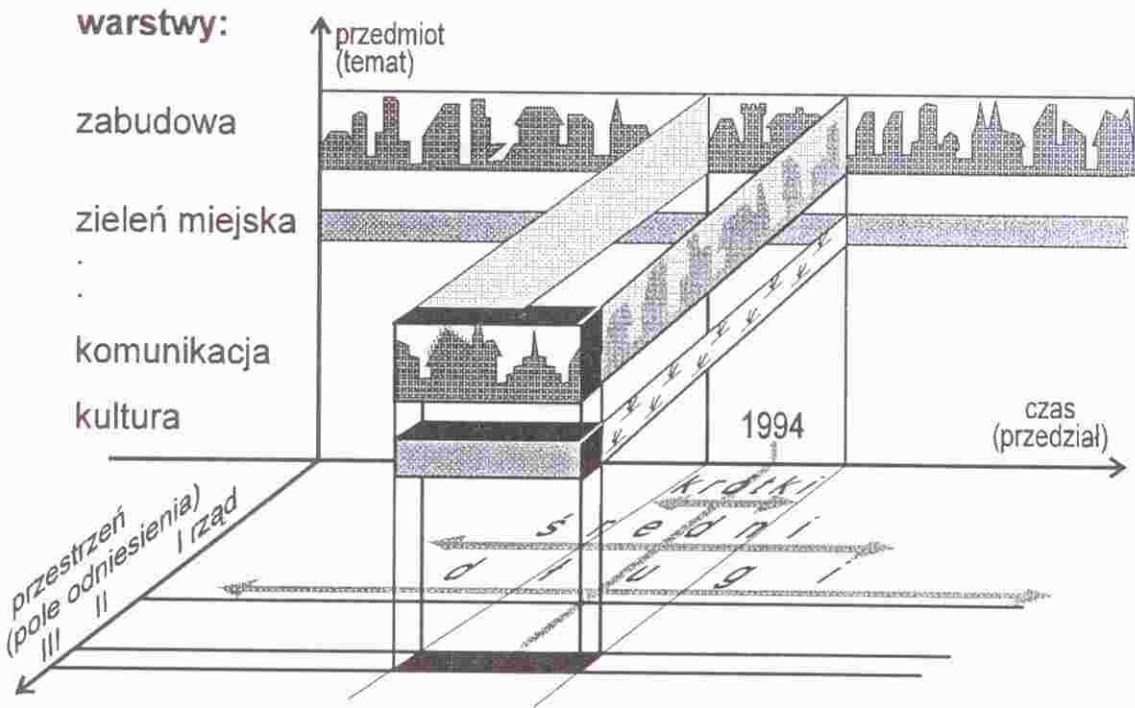 warstwy:
przedmiot
(temat)
zabudowa
zieleń miejska
.
.
komunikacja
kultura
1994
czas
(przedział)
krótki
średni
długi
przestrzeń
(pole odniesienia)
I rząd
II
III